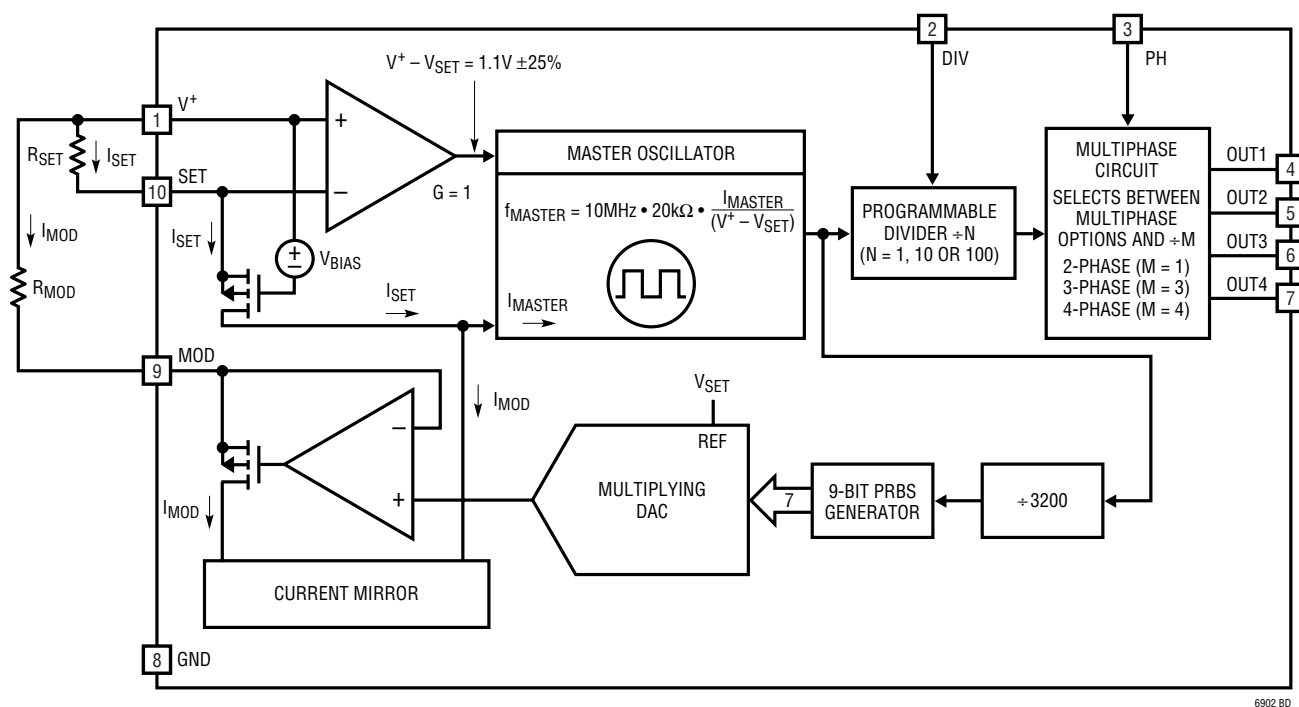 2
DIV
3
PH
V+ – VSET = 1.1V ±25%
1
V+
RSET
ISET
10
SET
+
–
G = 1
ISET
+
–
VBIAS
IMOD
RMOD
ISET
MASTER OSCILLATOR
fMASTER = 10MHz • 20kΩ • IMASTER
(V+ – VSET)
IMASTER
PROGRAMMABLE
DIVIDER ÷N
(N = 1, 10 OR 100)
MULTIPHASE
CIRCUIT
SELECTS BETWEEN
MULTIPHASE
OPTIONS AND ÷M
2-PHASE (M = 1)
3-PHASE (M = 3)
4-PHASE (M = 4)
OUT1
4
OUT2
5
OUT3
6
OUT4
7
9
MOD
–
+
IMOD
IMOD
VSET
REF
MULTIPLYING
DAC
7
9-BIT PRBS
GENERATOR
÷3200
CURRENT MIRROR
8
GND
6902 BD